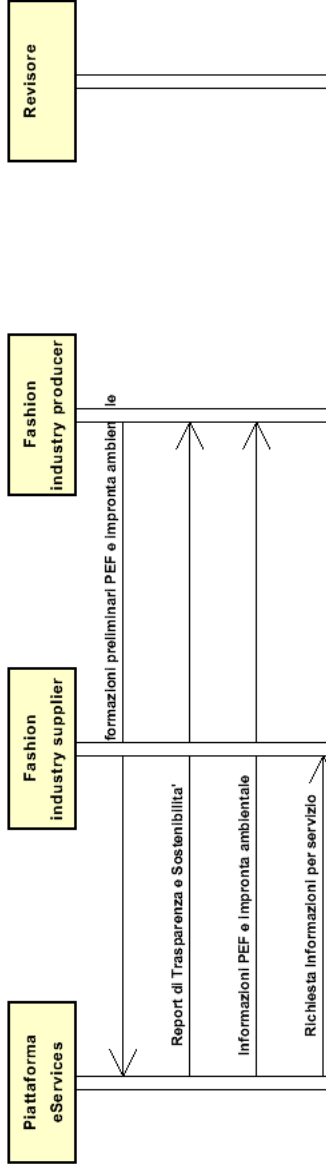 Piattaforma
eServices
Fashion
industry supplier
Fashion
industry producer
Revisore
formazioni preliminari PEF e impronta ambien le
Report di Trasparenza e Sostenibilita'
Informazioni PEF e impronta ambientale
Richiesta Informazioni per servizio